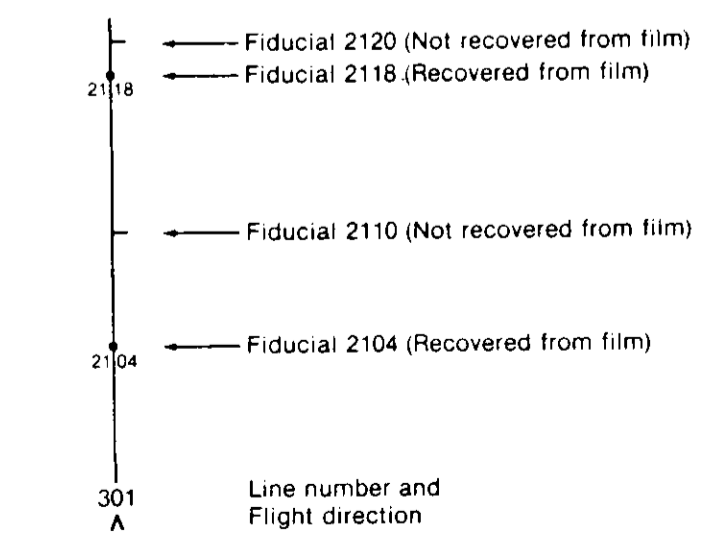 Fiducial 2120 (Not recovered from film)
Fiducial 2118 (Recovered from film)
2118
Fiducial 2110 (Not recovered from film)
Fiducial 2104 (Recovered from film)
2104
301
Line number and
Flight direction